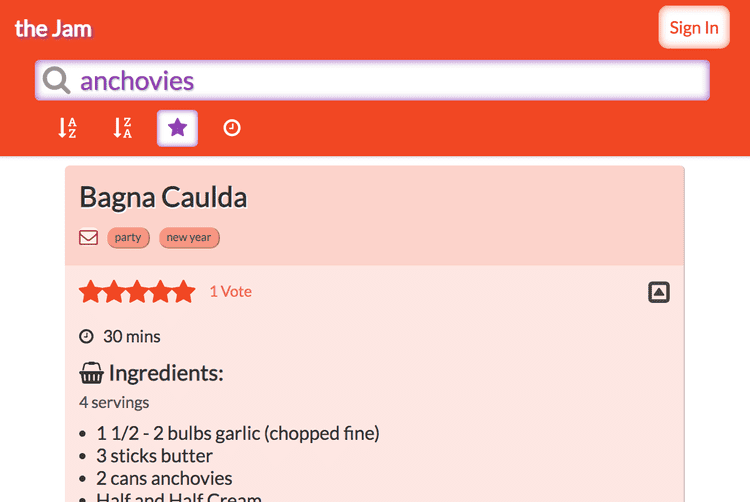 the Jam
Sign In
anchovies
A
Z
Z
A
Bagna Caulda
party
new year
1 Vote
30 mins
Ingredients:
4 servings
1 1/2 - 2 bulbs garlic (chopped fine)
3 sticks butter
2 cans anchovies
Half and Half Cream